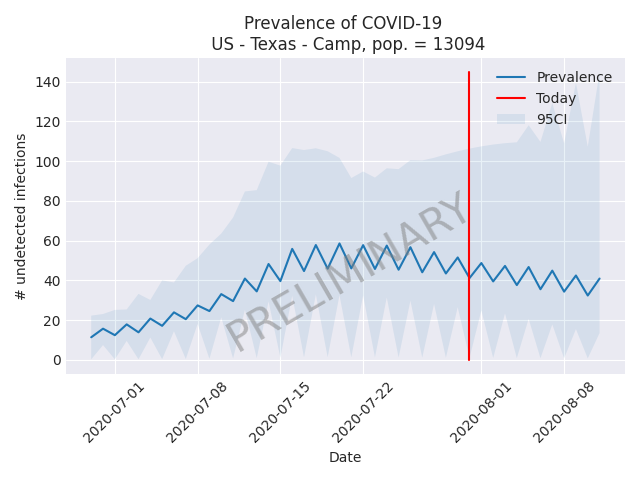 Prevalence of COVID-19
US - Texas - Camp, pop. = 13094
Prevalence
Today
95CI
PRELIMINARY
# undetected infections
140
120
100
80
60
40
20
0
2020-07-01
2020-07-08
2020-07-15
2020-07-22
2020-08-01
2020-08-08
Date